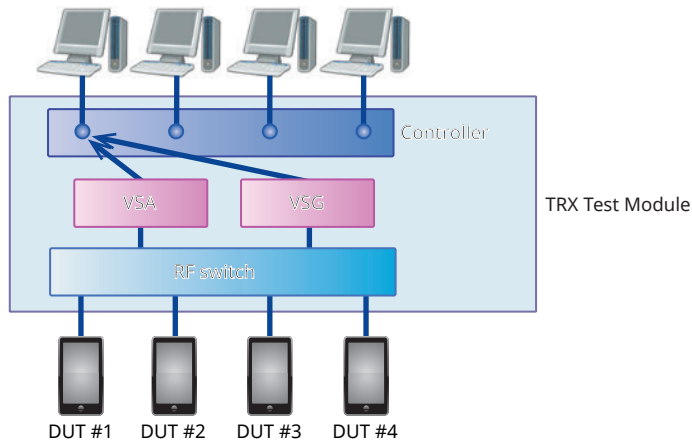 Controller
VSA
VSG
TRX Test Module
RF switch
DUT #1
DUT #2
DUT #3
DUT #4